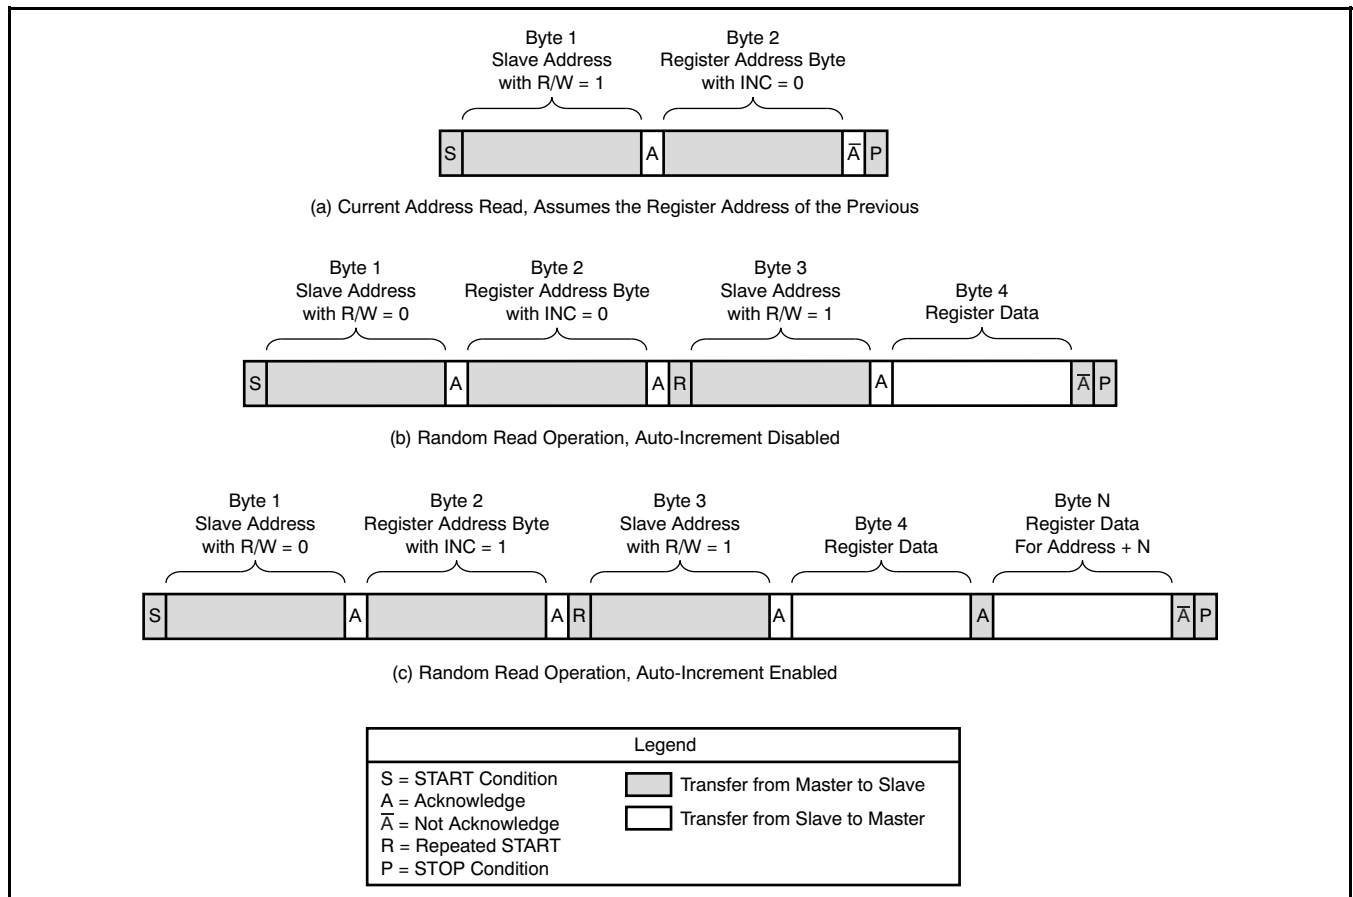 Byte 1
Slave Address
with R/W = 1
Byte 2
Register Address Byte
with INC = 0
S A A̅ P
(a) Current Address Read, Assumes the Register Address of the Previous
Byte 1
Slave Address
with R/W = 0
Byte 2
Register Address Byte
with INC = 0
Byte 3
Slave Address
with R/W = 1
Byte 4
Register Data
S A A R A A̅ P
(b) Random Read Operation, Auto-Increment Disabled
Byte 1
Slave Address
with R/W = 0
Byte 2
Register Address Byte
with INC = 1
Byte 3
Slave Address
with R/W = 1
Byte 4
Register Data
Byte N
Register Data
For Address + N
S A A R A A A̅ P
(c) Random Read Operation, Auto-Increment Enabled
Legend
S = START Condition
A = Acknowledge
A̅ = Not Acknowledge
R = Repeated START
P = STOP Condition
Transfer from Master to Slave
Transfer from Slave to Master